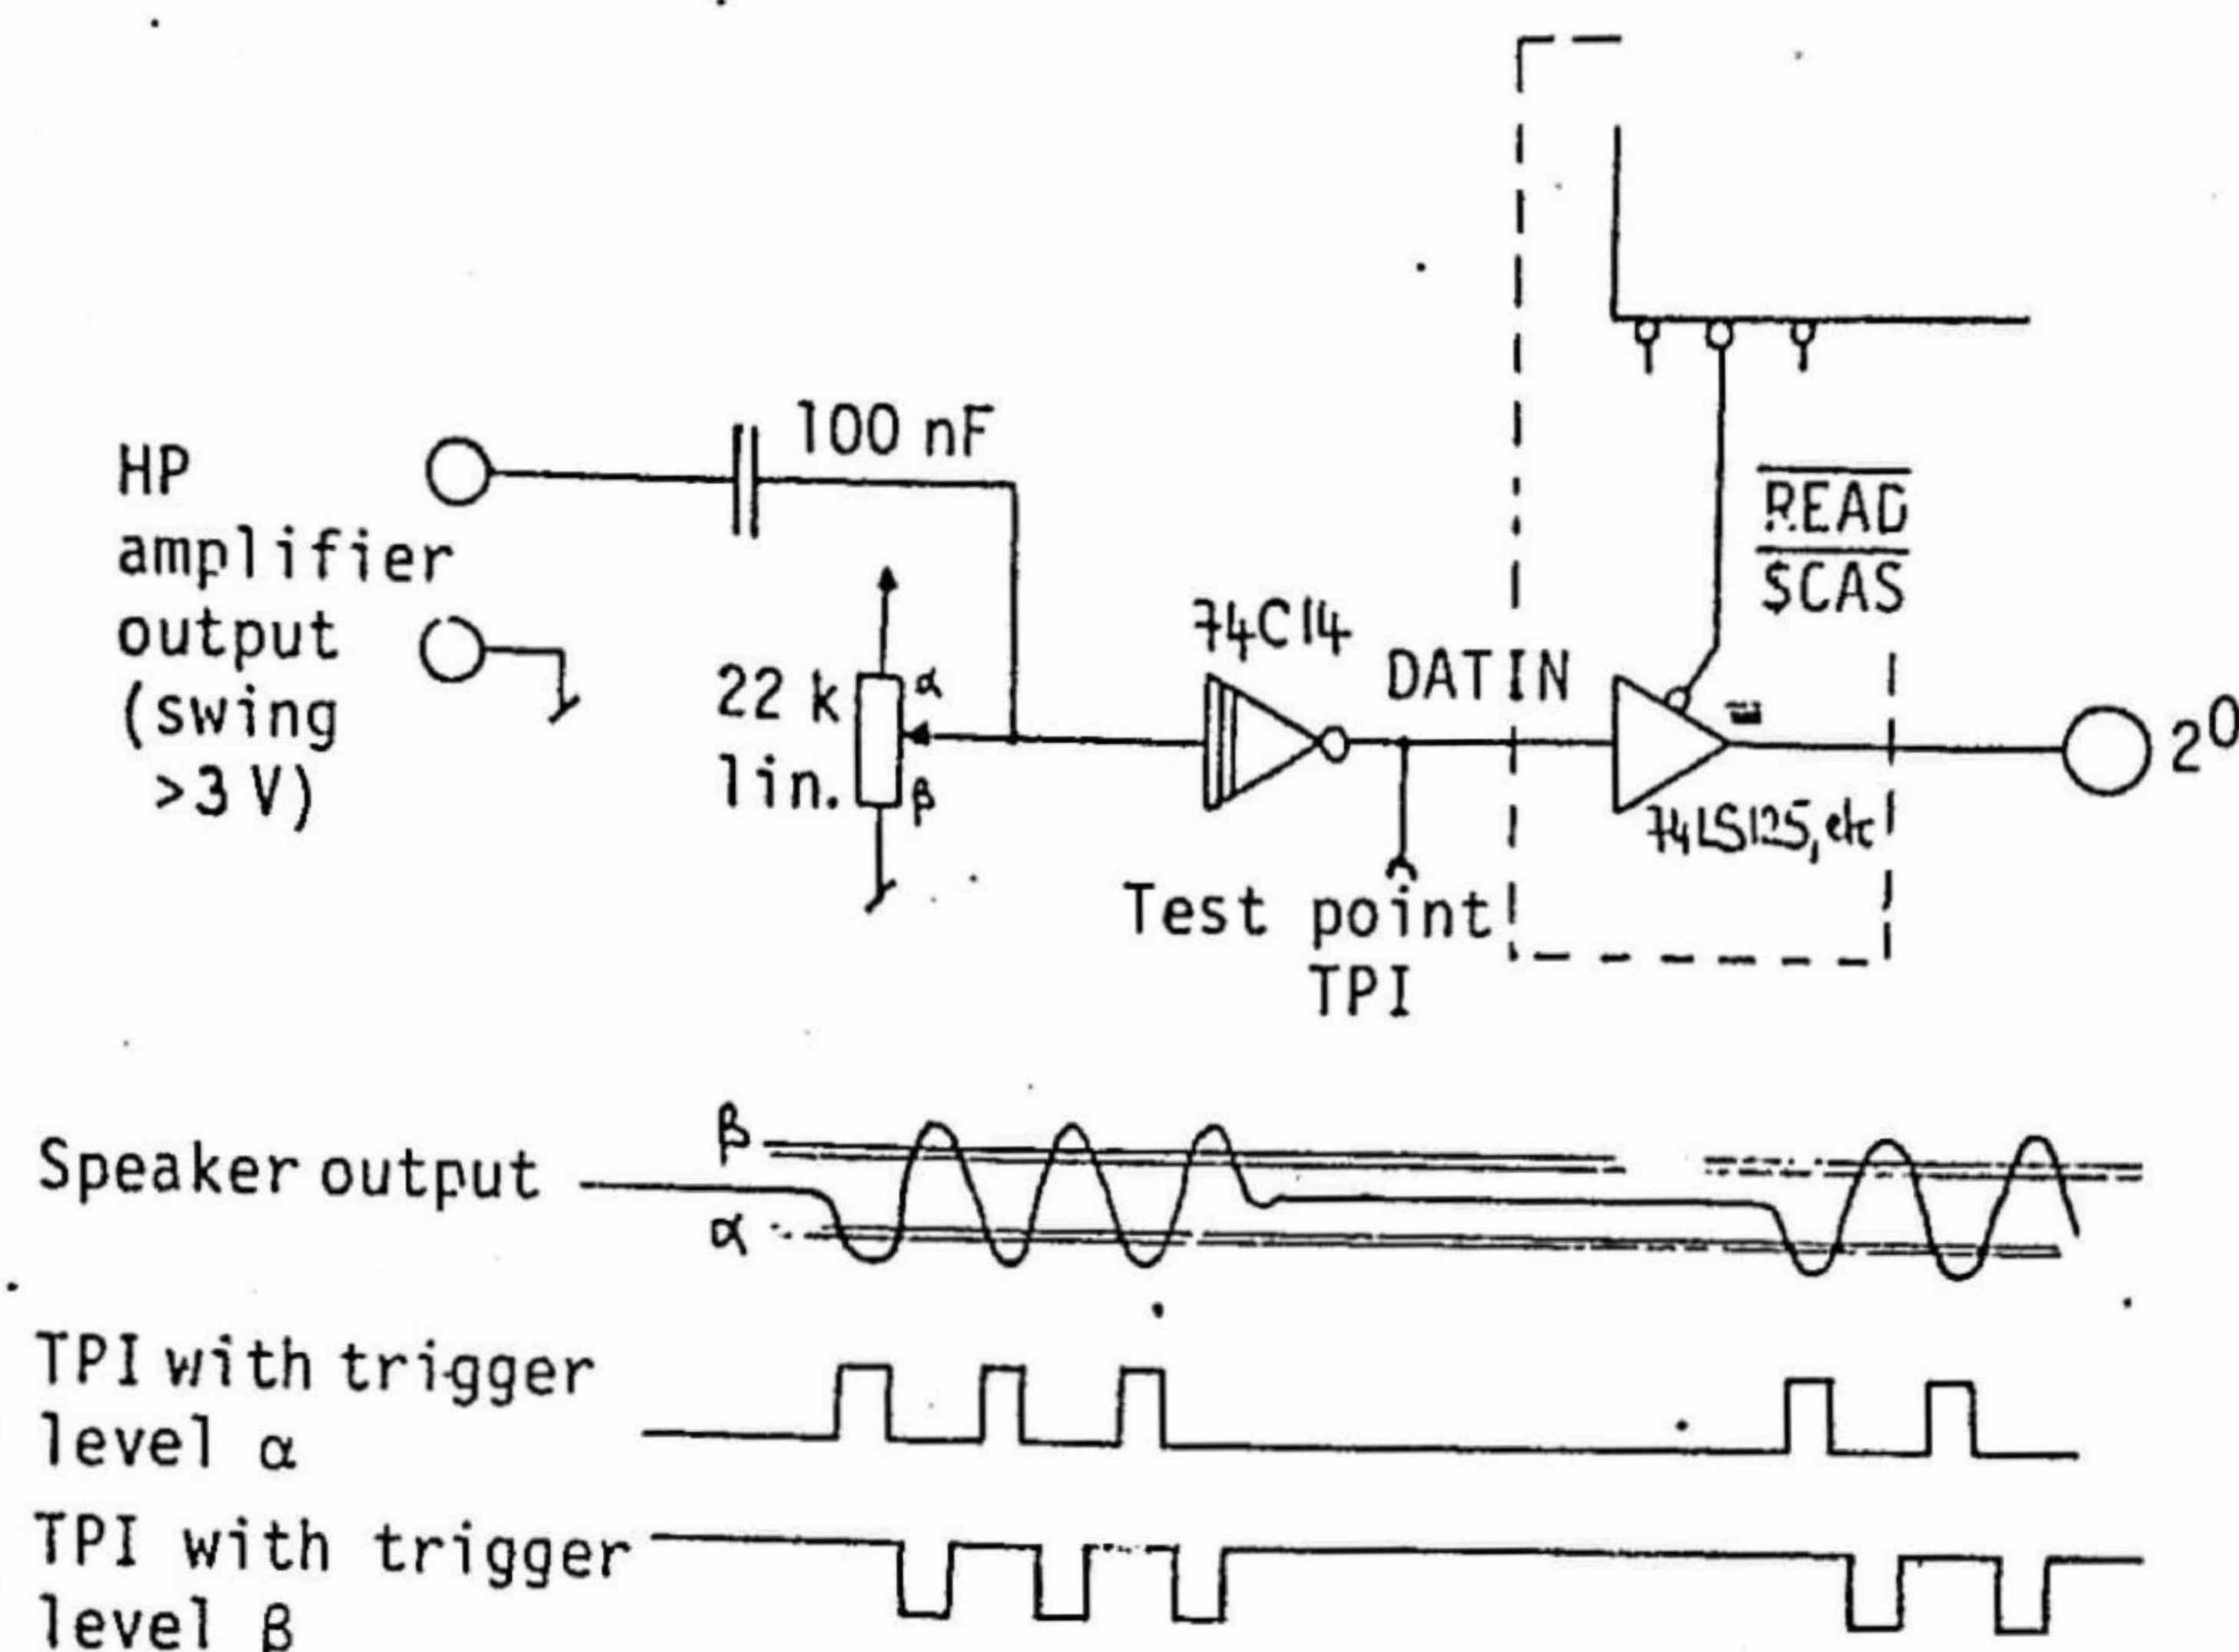 HP
amplifier
output
(swing
>3 V)
100 nF
22 k
lin.
α
β
74C14
DATIN
READ
$CAS
74LS125, etc
2⁰
Test point
TPI
Speaker output
β
α
TPI with trigger
level α
TPI with trigger
level β